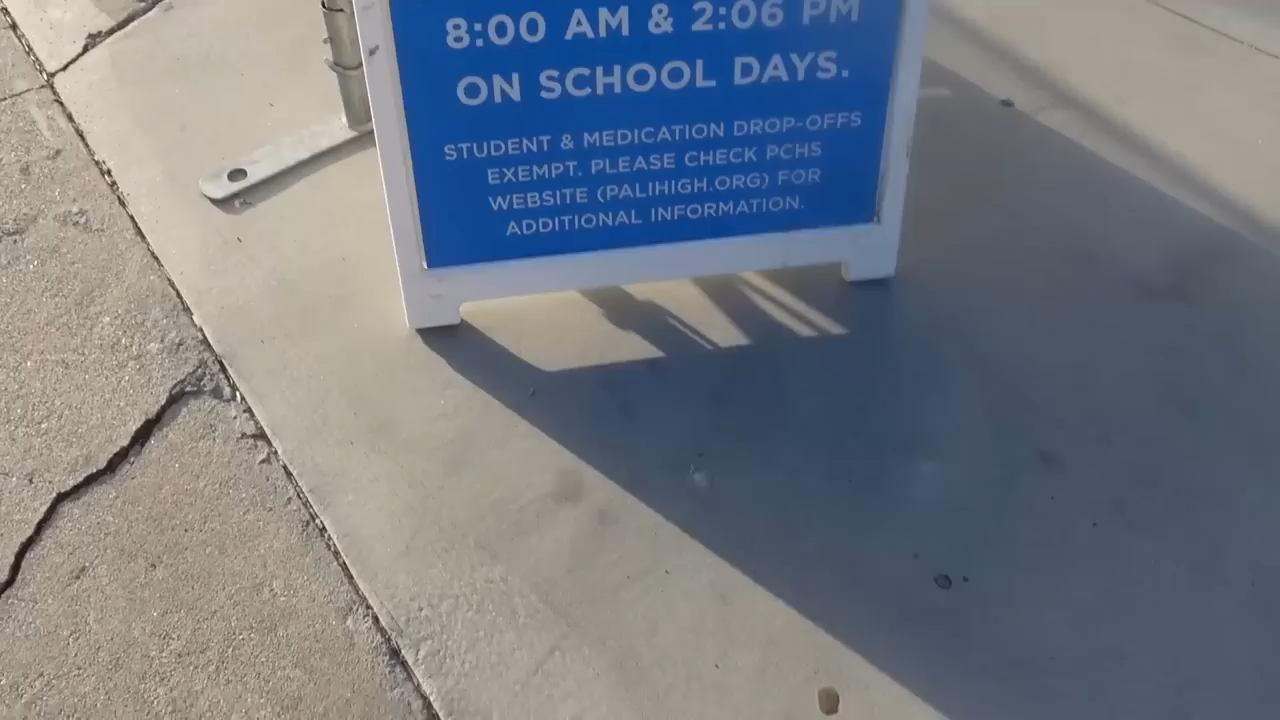 8:00 AM & 2:06 PM
ON SCHOOL DAYS.
STUDENT & MEDICATION DROP-OFFS
EXEMPT. PLEASE CHECK PCHS
WEBSITE (PALIHIGH.ORG) FOR
ADDITIONAL INFORMATION.